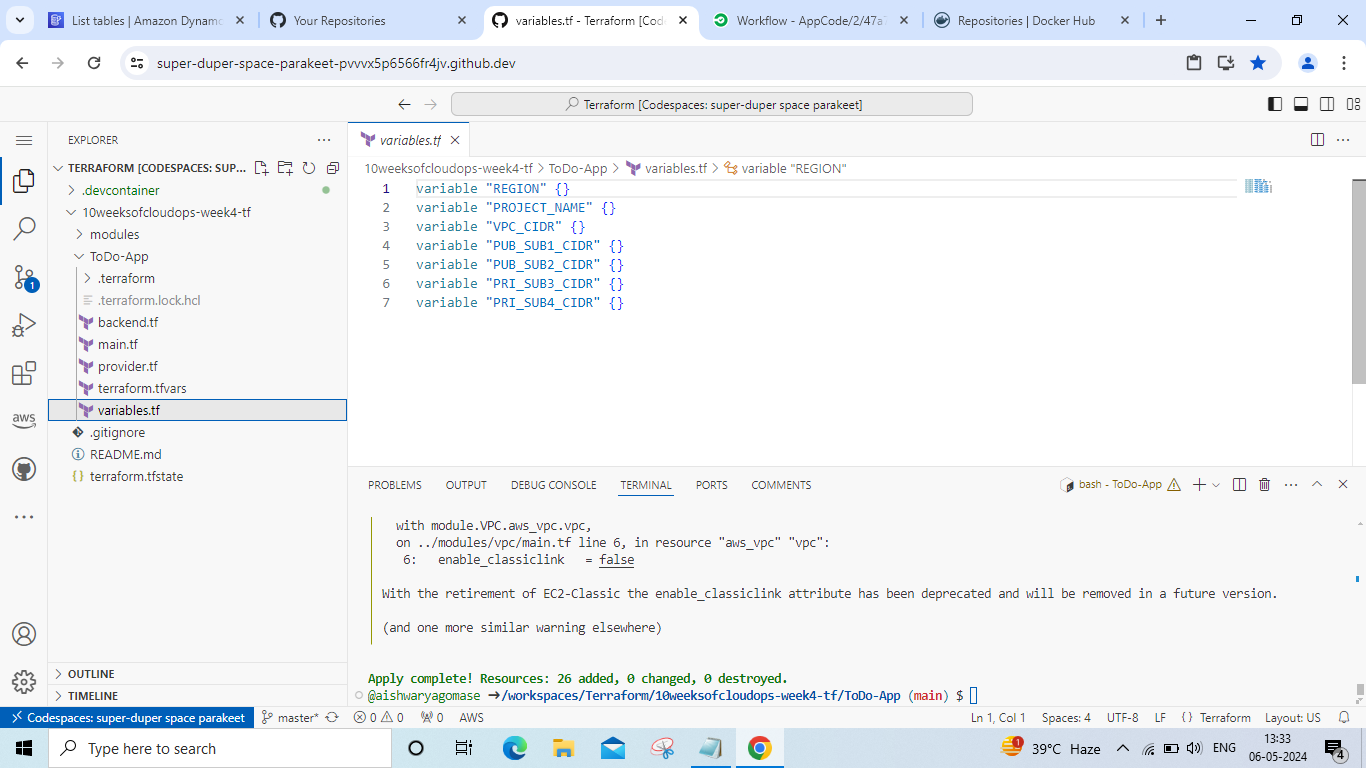 List tables | Amazon Dynamo
Your Repositories
variables.tf - Terraform [Code
Workflow - AppCode/2/47a
Repositories | Docker Hub
super-duper-space-parakeet-pvvvx5p6566fr4jv.github.dev
Terraform [Codespaces: super-duper space parakeet]
EXPLORER
TERRAFORM [CODESPACES: SUP...
.devcontainer
10weeksofcloudops-week4-tf
modules
ToDo-App
.terraform
.terraform.lock.hcl
backend.tf
main.tf
provider.tf
terraform.tfvars
variables.tf
.gitignore
README.md
{} terraform.tfstate
OUTLINE
TIMELINE
1
aws
variables.tf
10weeksofcloudops-week4-tf > ToDo-App > variables.tf > variable "REGION"
1 variable "REGION" {}
2 variable "PROJECT_NAME" {}
3 variable "VPC_CIDR" {}
4 variable "PUB_SUB1_CIDR" {}
5 variable "PUB_SUB2_CIDR" {}
6 variable "PRI_SUB3_CIDR" {}
7 variable "PRI_SUB4_CIDR" {}
PROBLEMS OUTPUT DEBUG CONSOLE TERMINAL PORTS COMMENTS
bash - ToDo-App
with module.VPC.aws_vpc.vpc,
on ../modules/vpc/main.tf line 6, in resource "aws_vpc" "vpc":
6: enable_classiclink = false
With the retirement of EC2-Classic the enable_classiclink attribute has been deprecated and will be removed in a future version.
(and one more similar warning elsewhere)
Apply complete! Resources: 26 added, 0 changed, 0 destroyed.
@aishwaryagomase ➜/workspaces/Terraform/10weeksofcloudops-week4-tf/ToDo-App (main) $
Codespaces: super-duper space parakeet master* 0 0 0 AWS Ln 1, Col 1 Spaces: 4 UTF-8 LF {} Terraform Layout: US
Type here to search
1
39°C Haze
ENG
13:33
06-05-2024
4